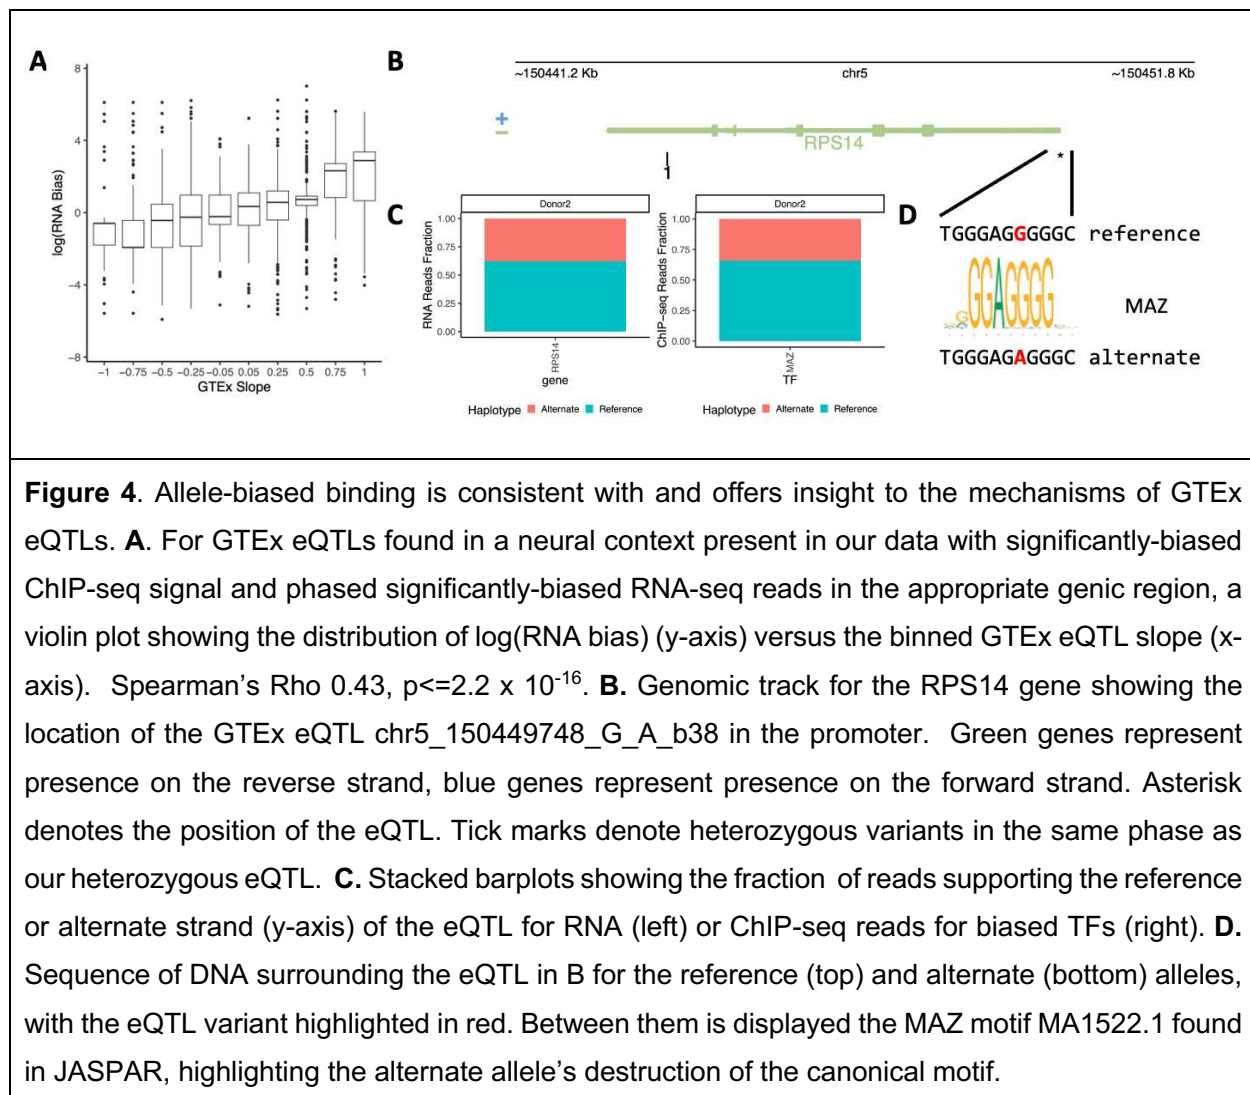 A
8
4
0
−4
−8
log(RNA Bias)
−1 −0.75 −0.5 −0.25 −0.05 0.05 0.25 0.5 0.75 1
GTEx Slope
B
~150441.2 Kb chr5 ~150451.8 Kb
+
−
RPS14
*
1
C
Donor2
1.00
0.75
0.50
0.25
0.00
RNA Reads Fraction
RPS14
gene
Haplotype Alternate Reference
Donor2
1.00
0.75
0.50
0.25
0.00
ChIP−seq Reads Fraction
MAZ
TF
Haplotype Alternate Reference
D
TGGGAGGGGGC reference
GGAGGGG
MAZ
TGGGAGAGGGC alternate
Figure 4. Allele-biased binding is consistent with and offers insight to the mechanisms of GTEx
eQTLs. A. For GTEx eQTLs found in a neural context present in our data with significantly-biased
ChIP-seq signal and phased significantly-biased RNA-seq reads in the appropriate genic region, a
violin plot showing the distribution of log(RNA bias) (y-axis) versus the binned GTEx eQTL slope (x-
axis). Spearman's Rho 0.43, p<=2.2 x 10⁻¹⁶. B. Genomic track for the RPS14 gene showing the
location of the GTEx eQTL chr5_150449748_G_A_b38 in the promoter. Green genes represent
presence on the reverse strand, blue genes represent presence on the forward strand. Asterisk
denotes the position of the eQTL. Tick marks denote heterozygous variants in the same phase as
our heterozygous eQTL. C. Stacked barplots showing the fraction of reads supporting the reference
or alternate strand (y-axis) of the eQTL for RNA (left) or ChIP-seq reads for biased TFs (right). D.
Sequence of DNA surrounding the eQTL in B for the reference (top) and alternate (bottom) alleles,
with the eQTL variant highlighted in red. Between them is displayed the MAZ motif MA1522.1 found
in JASPAR, highlighting the alternate allele's destruction of the canonical motif.